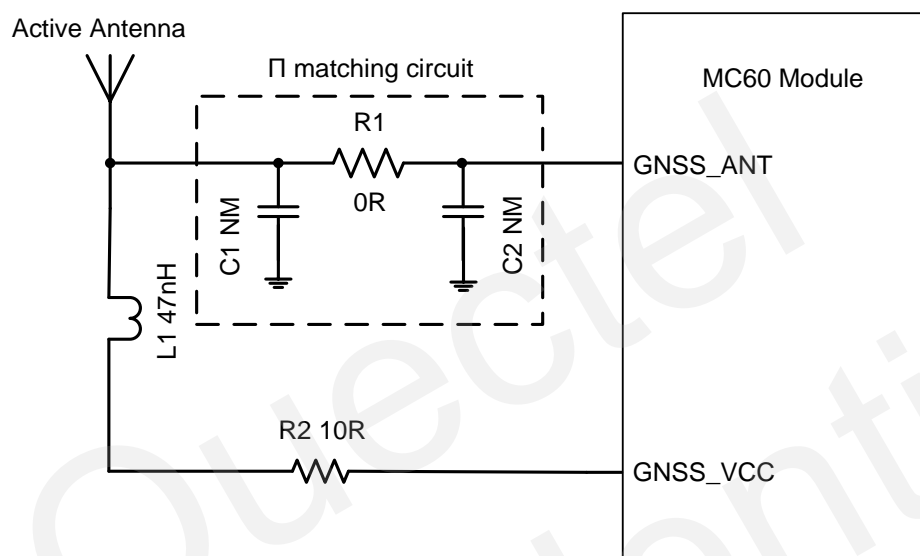 Active Antenna
Π matching circuit
MC60 Module
R1
0R
GNSS_ANT
C1 NM
C2 NM
L1 47nH
R2 10R
GNSS_VCC
Quectel